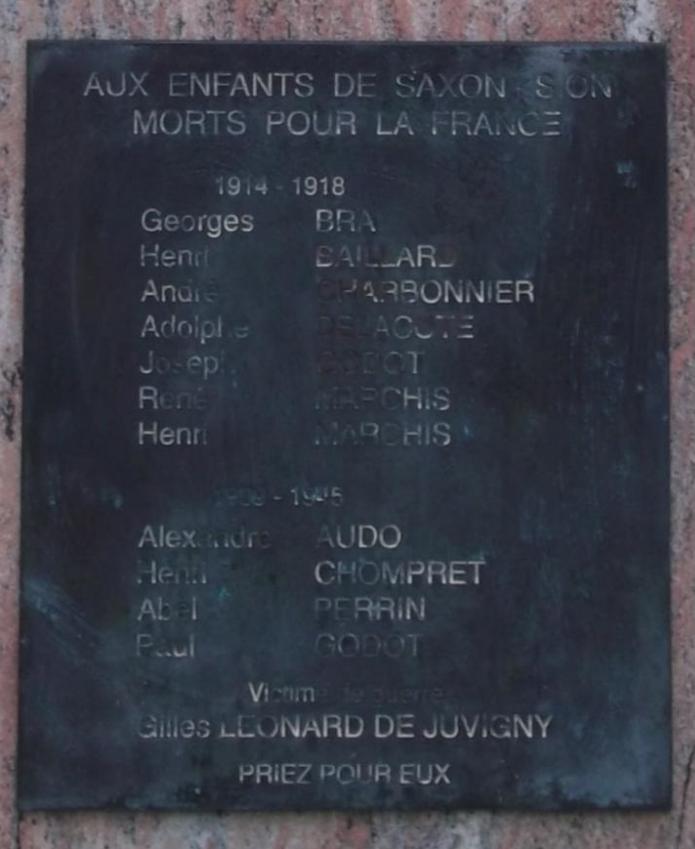 AUX ENFANTS DE SAXON - SION
MORTS POUR LA FRANCE
1914 - 1918
Georges BRA
Henri BAILLARD
André CHARBONNIER
Adolphe DELACOTE
Joseph GODOT
René MARCHIS
Henri MARCHIS
1939 - 1945
Alexandre AUDO
Henri CHOMPRET
Abel PERRIN
Paul GODOT
Victime de guerre
Gilles LEONARD DE JUVIGNY
PRIEZ POUR EUX